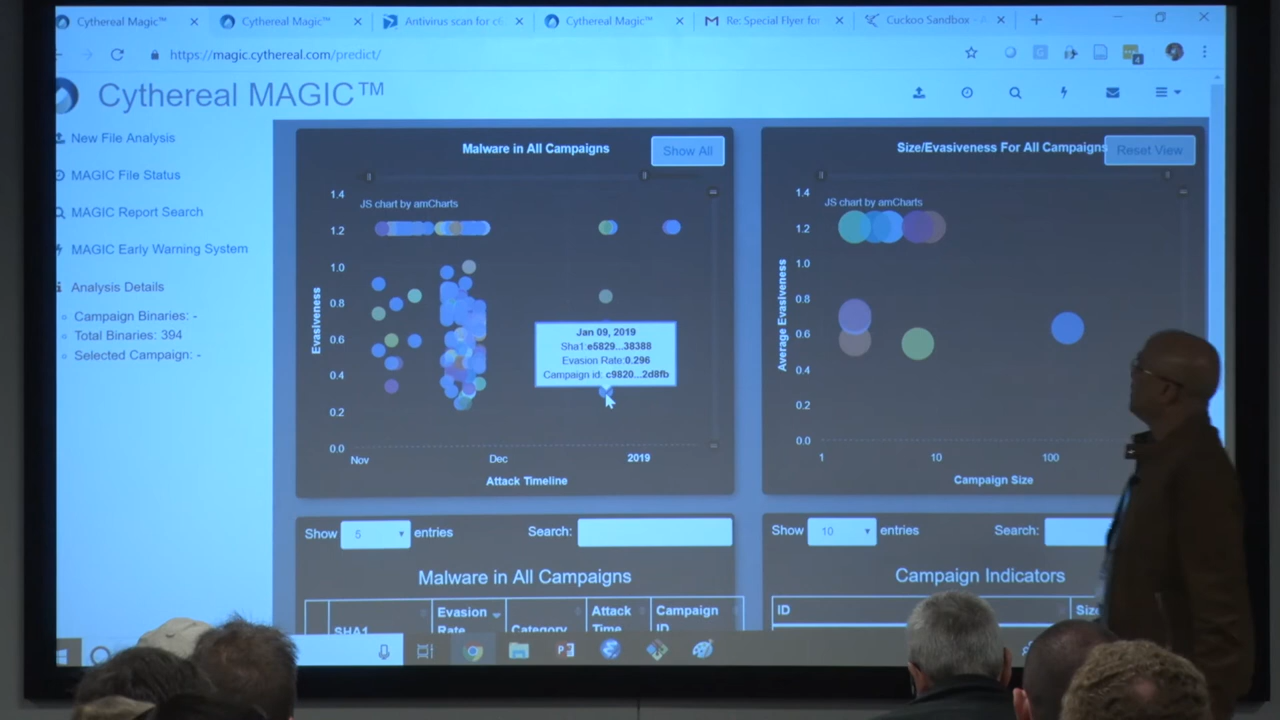 Cythereal Magic™ × Cythereal Magic™ × Antivirus scan for c6 × Cythereal Magic™ × Re: Special Flyer for × Cuckoo Sandbox - A ×
https://magic.cythereal.com/predict/
4
Cythereal MAGIC™
New File Analysis
MAGIC File Status
MAGIC Report Search
MAGIC Early Warning System
Analysis Details
Campaign Binaries: -
Total Binaries: 394
Selected Campaign: -
Malware in All Campaigns
Show All
JS chart by amCharts
1.4
1.2
1.0
0.8
0.6
0.4
0.2
0.0
Evasiveness
Jan 09, 2019
Sha1:e5829...38388
Evasion Rate:0.296
Campaign id: c9820...2d8fb
Nov Dec 2019
Attack Timeline
Size/Evasiveness For All Campaigns
Reset View
JS chart by amCharts
1.4
1.2
1.0
0.8
0.6
0.4
0.2
0.0
Average Evasiveness
1 10 100
Campaign Size
Show 5 entries Search:
Malware in All Campaigns
SHA1 Evasion Rate Category Attack Time Campaign ID
Show 10 entries Search:
Campaign Indicators
ID Size